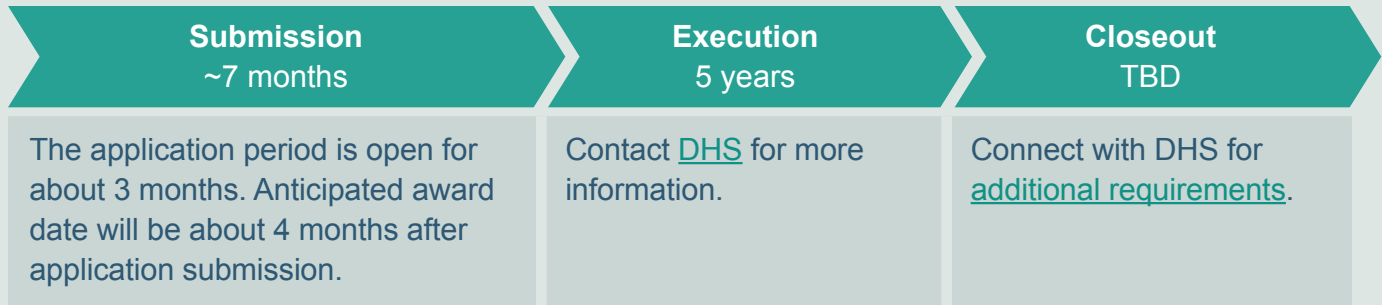 Submission
~7 months
Execution
5 years
Closeout
TBD
The application period is open for
about 3 months. Anticipated award
date will be about 4 months after
application submission.
Contact DHS for more
information.
Connect with DHS for
additional requirements.